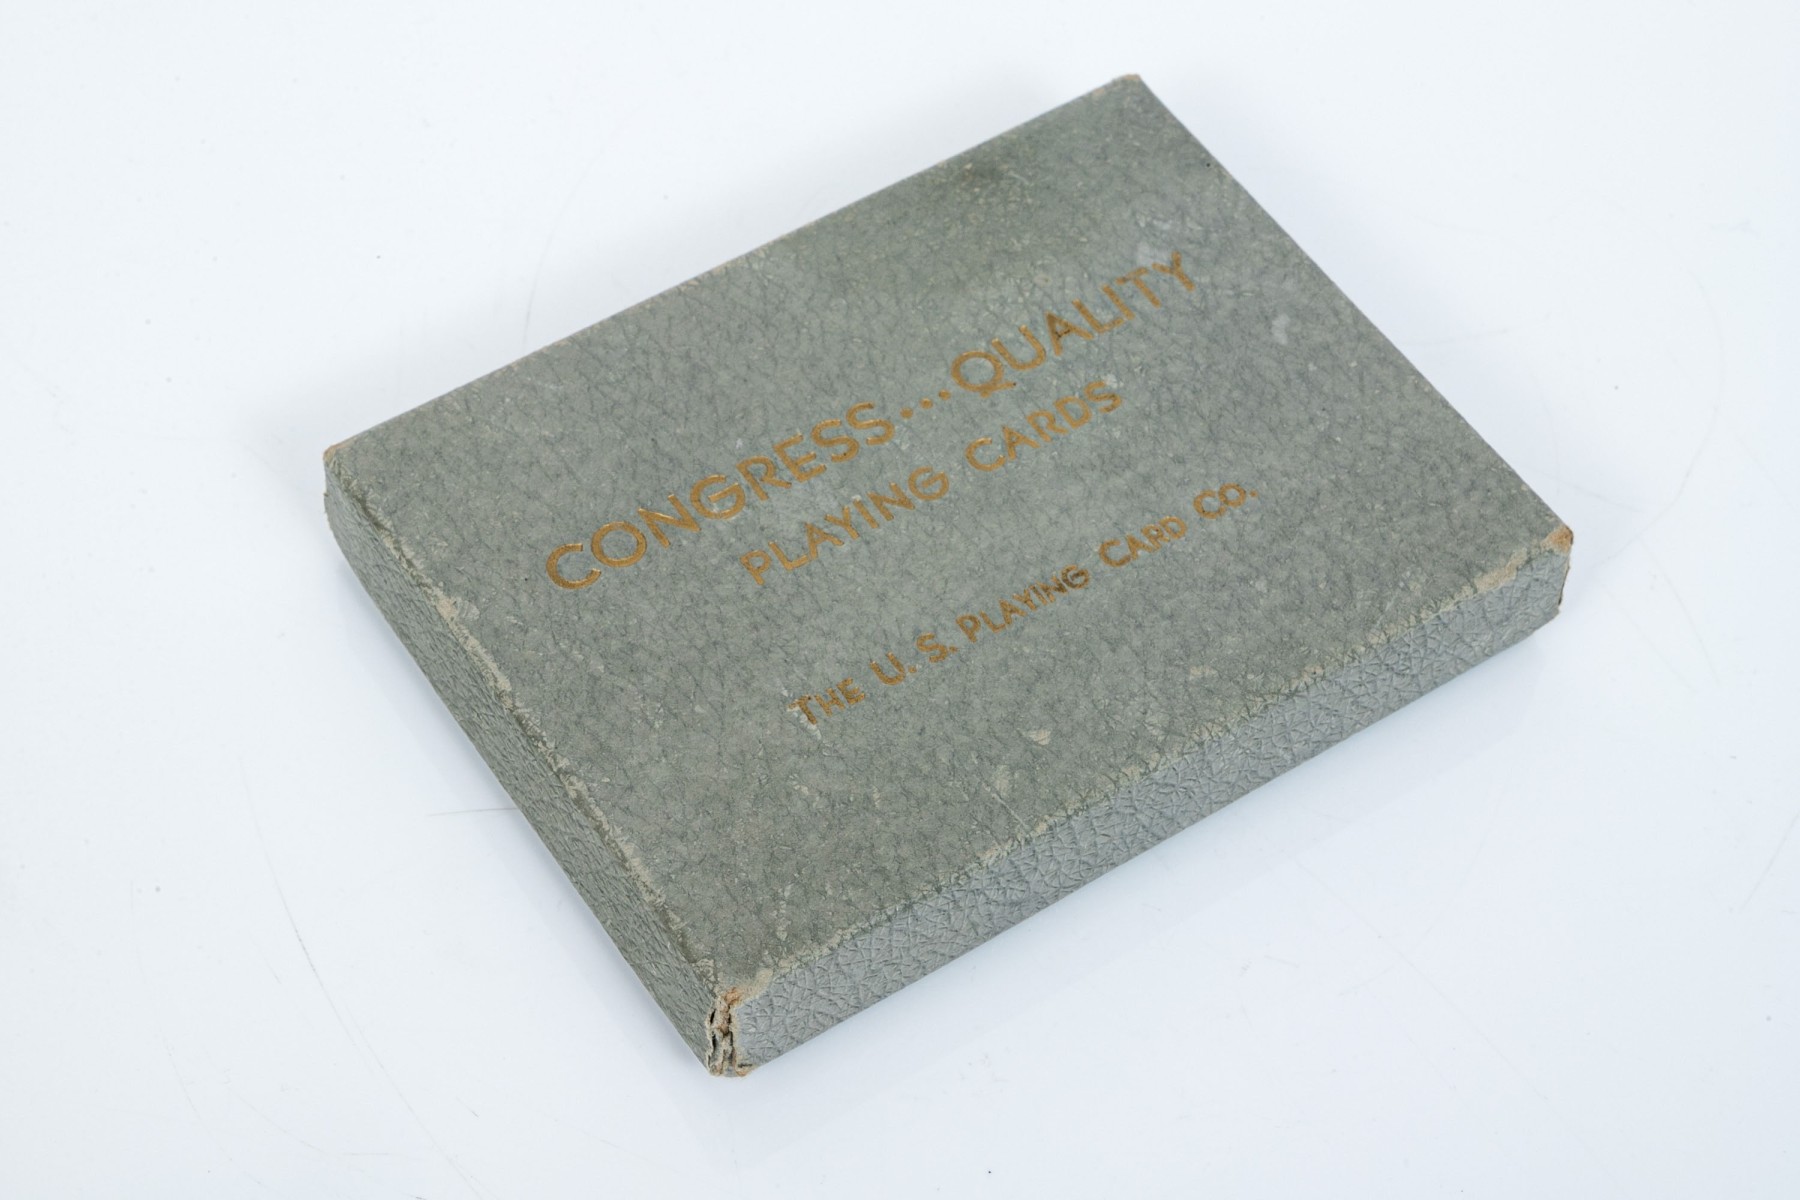 CONGRESS...QUALITY
PLAYING CARDS
THE U.S. PLAYING CARD CO.